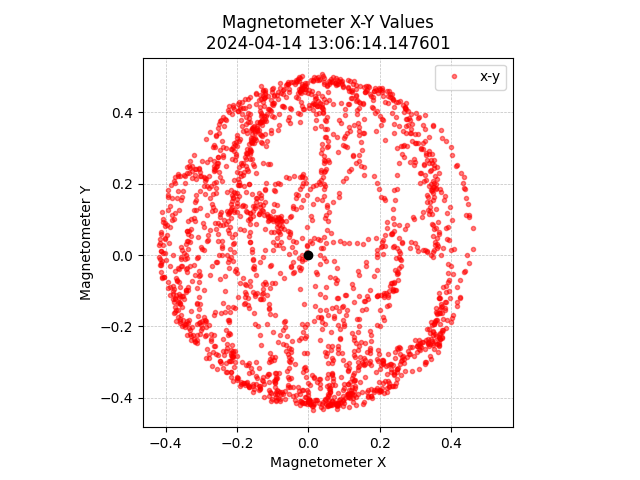 Magnetometer X-Y Values
2024-04-14 13:06:14.147601
x-y
0.4
0.2
0.0
−0.2
−0.4
Magnetometer Y
−0.4
−0.2
0.0
0.2
0.4
Magnetometer X